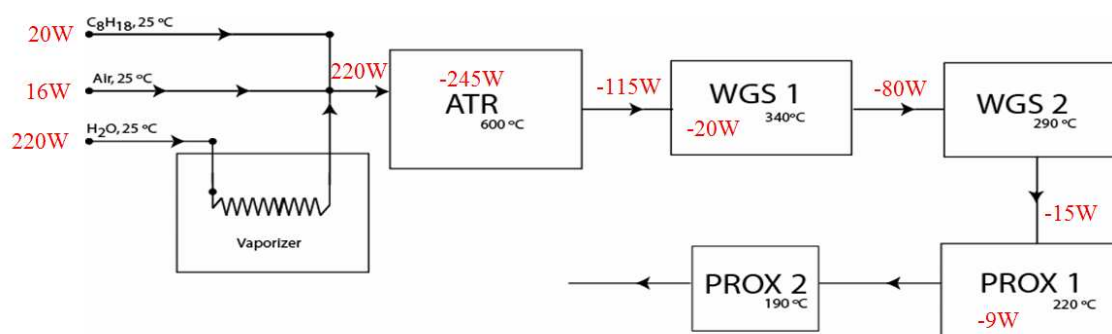 C8H18, 25 ºC
20W
Air, 25 ºC
16W
220W
H2O, 25 ºC
220W
Vaporizer
-245W
ATR
600 ºC
-115W
WGS 1
340ºC
-20W
-80W
WGS 2
290 ºC
-15W
PROX 1
220 ºC
-9W
PROX 2
190 ºC